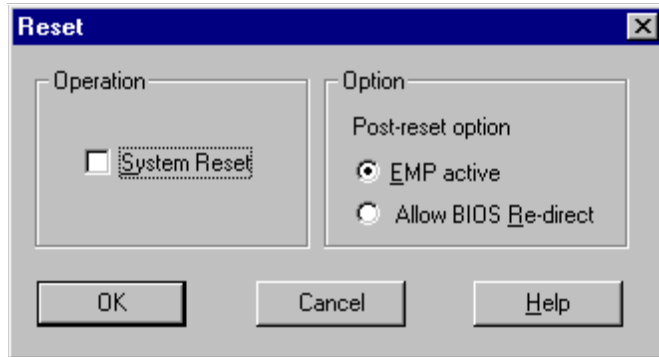 Reset
Operation
System Reset
Option
Post-reset option
EMP active
Allow BIOS Re-direct
OK
Cancel
Help